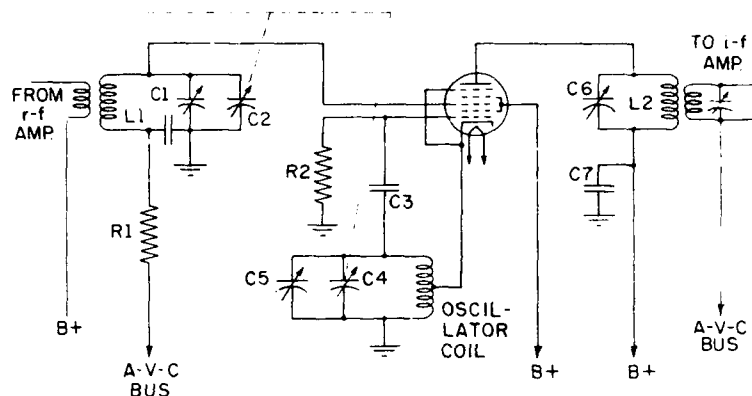 FROM
r-f
AMP.
L1
C1
C2
R1
B+
A-V-C
BUS
R2
C3
C5
C4
OSCIL-
LATOR
COIL
B+
C6
C7
L2
B+
TO i-f
AMP.
A-V-C
BUS